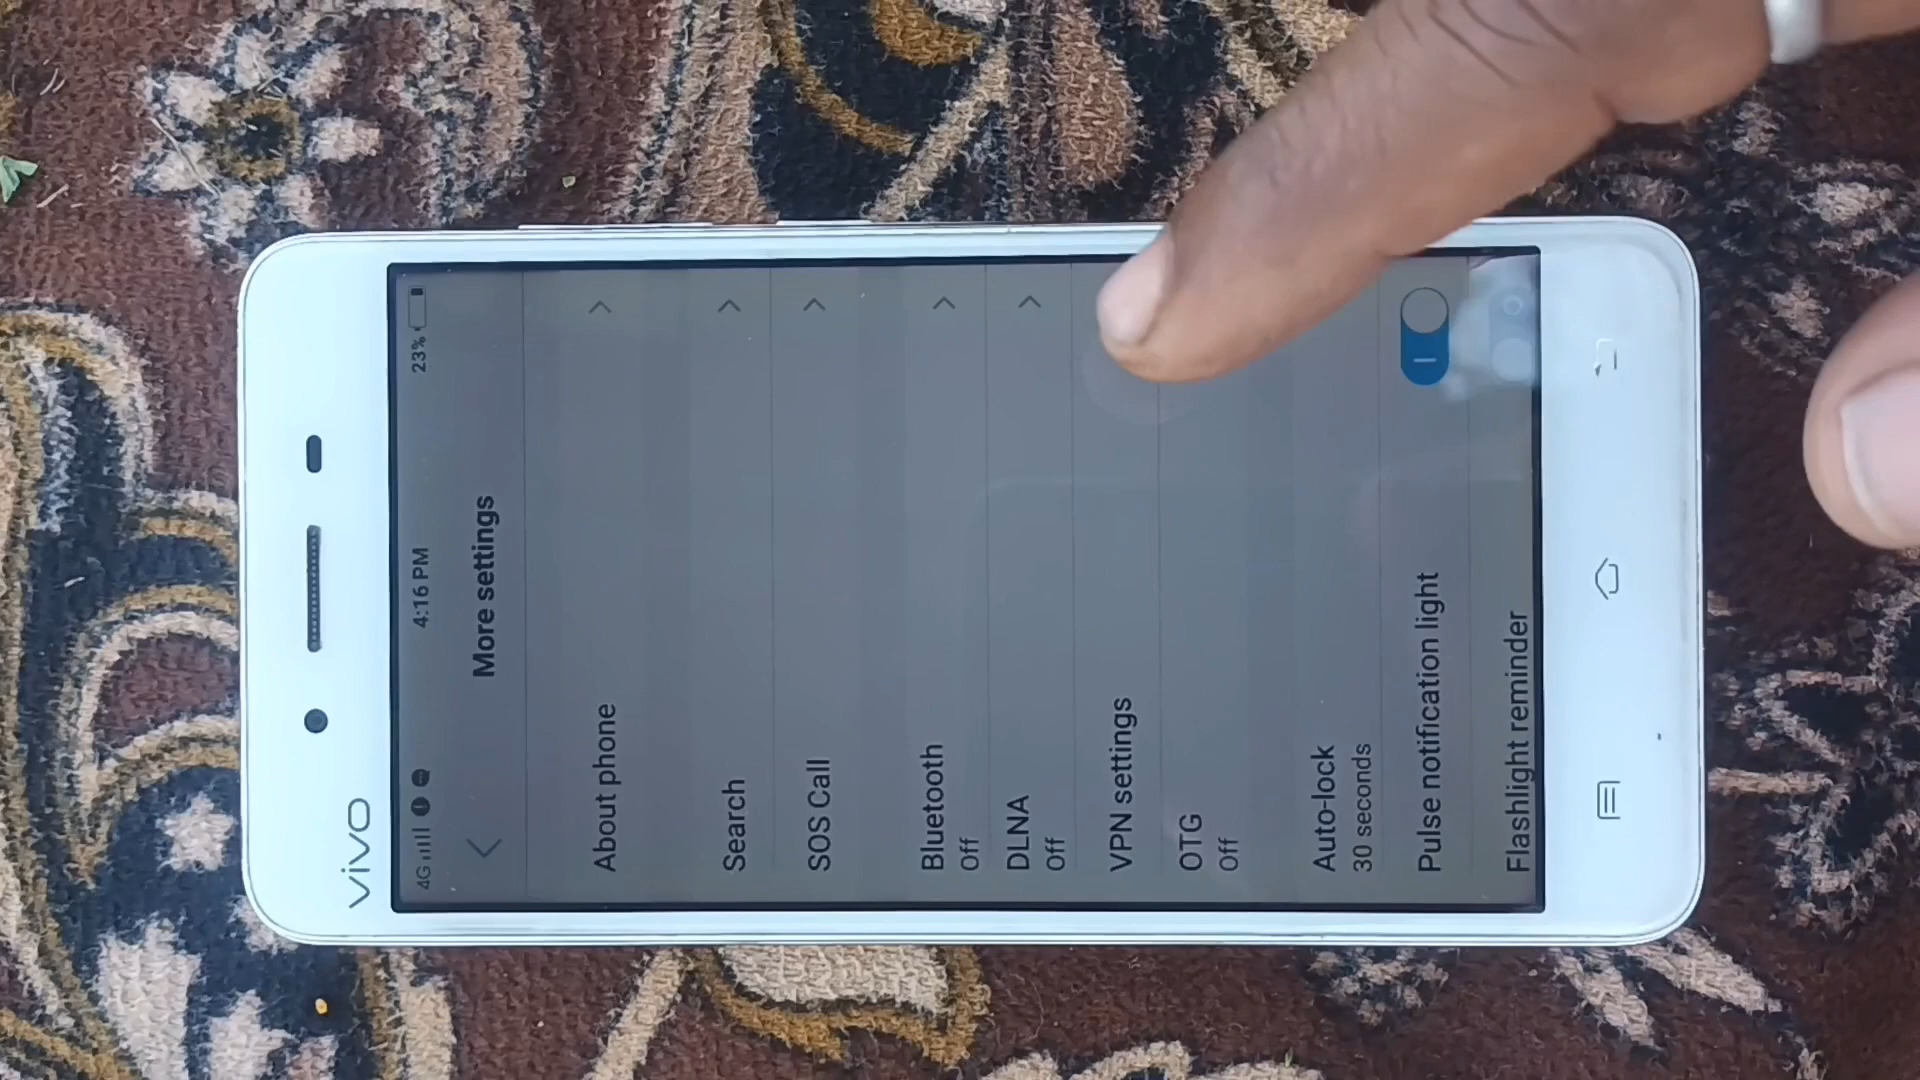 vivo
4G 4:16 PM 23%
More settings
About phone
Search
SOS Call
Bluetooth
Off
DLNA
Off
VPN settings
OTG
Off
Auto-lock
30 seconds
Pulse notification light
Flashlight reminder